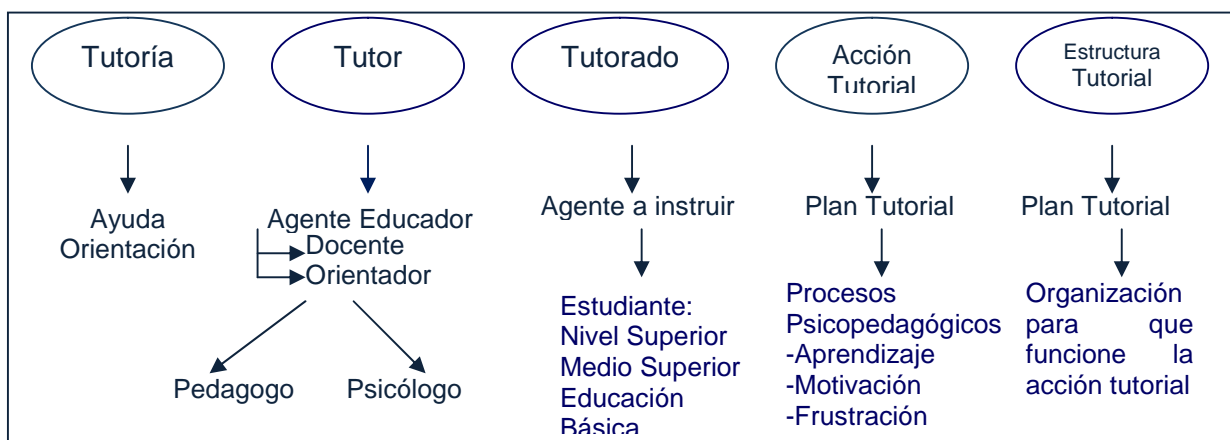 Tutoría
Tutor
Tutorado
Acción
Tutorial
Estructura
Tutorial
Ayuda
Orientación
Agente Educador
Docente
Orientador
Pedagogo
Psicólogo
Agente a instruir
Estudiante:
Nivel Superior
Medio Superior
Educación
Básica
Plan Tutorial
Procesos
Psicopedagógicos
-Aprendizaje
-Motivación
-Frustración
Plan Tutorial
Organización
para que
funcione la
acción tutorial